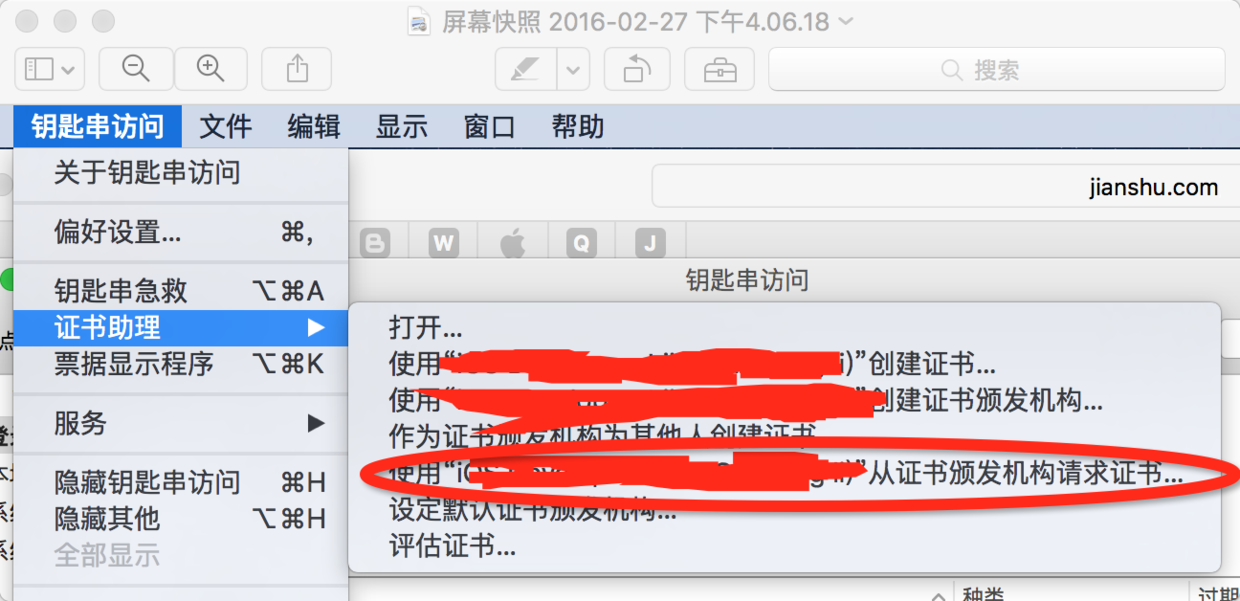 屏幕快照 2016-02-27 下午4.06.18
搜索
钥匙串访问 文件 编辑 显示 窗口 帮助
jianshu.com
B W Q J
钥匙串访问
关于钥匙串访问
偏好设置... ⌘,
钥匙串急救 ⌥⌘A
证书助理 ▶
票据显示程序 ⌥⌘K
服务 ▶
隐藏钥匙串访问 ⌘H
隐藏其他 ⌥⌘H
全部显示
打开...
使用“ i)”创建证书...
使用“ 创建证书颁发机构...
作为证书颁发机构为其他人创建证书
使用“iOS )”从证书颁发机构请求证书...
设定默认证书颁发机构...
评估证书...
种类 过期